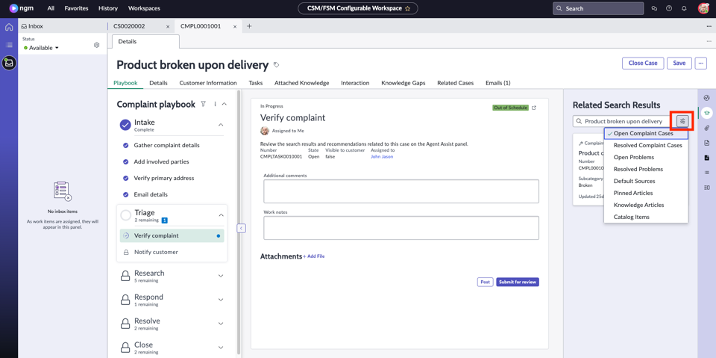 ngm
All
Favorites
History
Workspaces
CSM/FSM Configurable Workspace
Search
Inbox
CS0020002
CMPL0001001
Status
Available
Details
Product broken upon delivery
Close Case
Save
Playbook
Details
Customer Information
Tasks
Attached Knowledge
Interaction
Knowledge Gaps
Related Cases
Emails (1)
No inbox items
As work items are assigned, they will
appear in this panel.
Complaint playbook
Intake
Complete
Gather complaint details
Add involved parties
Verify primary address
Email details
Triage
2 remaining 1
Verify complaint
Notify customer
Research
5 remaining
Respond
1 remaining
Resolve
2 remaining
Close
2 remaining
In Progress
Out of Schedule
Verify complaint
Assigned to Me
Review the search results and recommendations related to this case on the Agent Assist panel.
Number State Visible to customer Assigned to
CMPLTASK0010001 Open false John Jason
Additional comments
Work notes
Attachments + Add File
Post
Submit for review
Related Search Results
Product broken upon delivery
Open Complaint Cases
Resolved Complaint Cases
Open Problems
Resolved Problems
Default Sources
Pinned Articles
Knowledge Articles
Catalog Items
Number
Subcategory
Broken